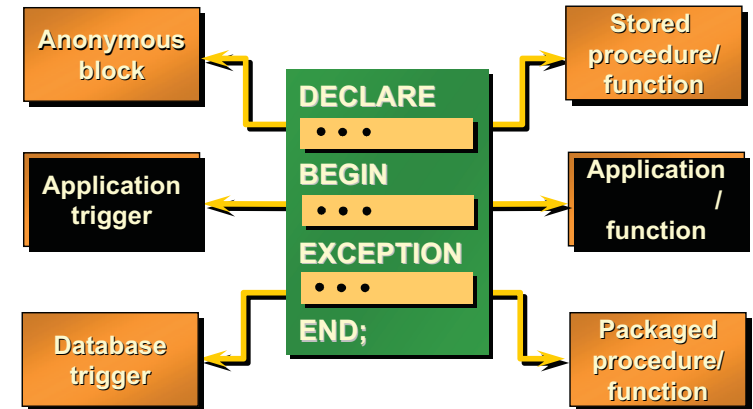 Anonymous
block
Stored
procedure/
function
DECLARE
• • •
BEGIN
• • •
EXCEPTION
• • •
END;
Application
trigger
Application
/
function
Database
trigger
Packaged
procedure/
function